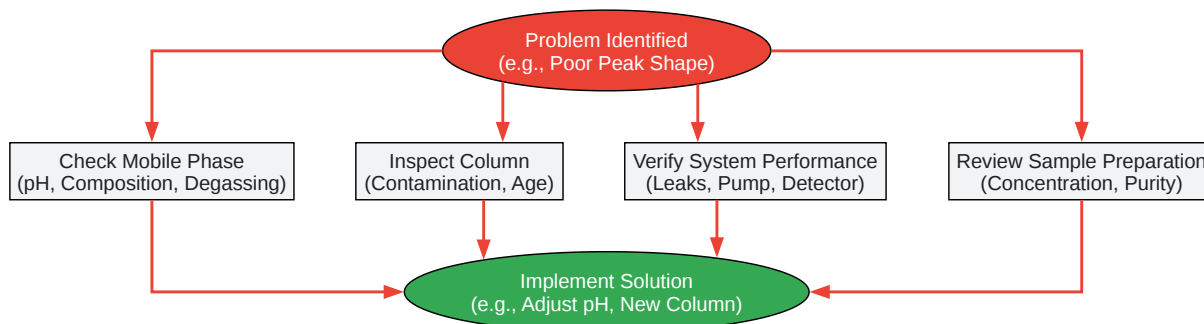 Problem Identified
(e.g., Poor Peak Shape)
Check Mobile Phase
(pH, Composition, Degassing)
Inspect Column
(Contamination, Age)
Verify System Performance
(Leaks, Pump, Detector)
Review Sample Preparation
(Concentration, Purity)
Implement Solution
(e.g., Adjust pH, New Column)